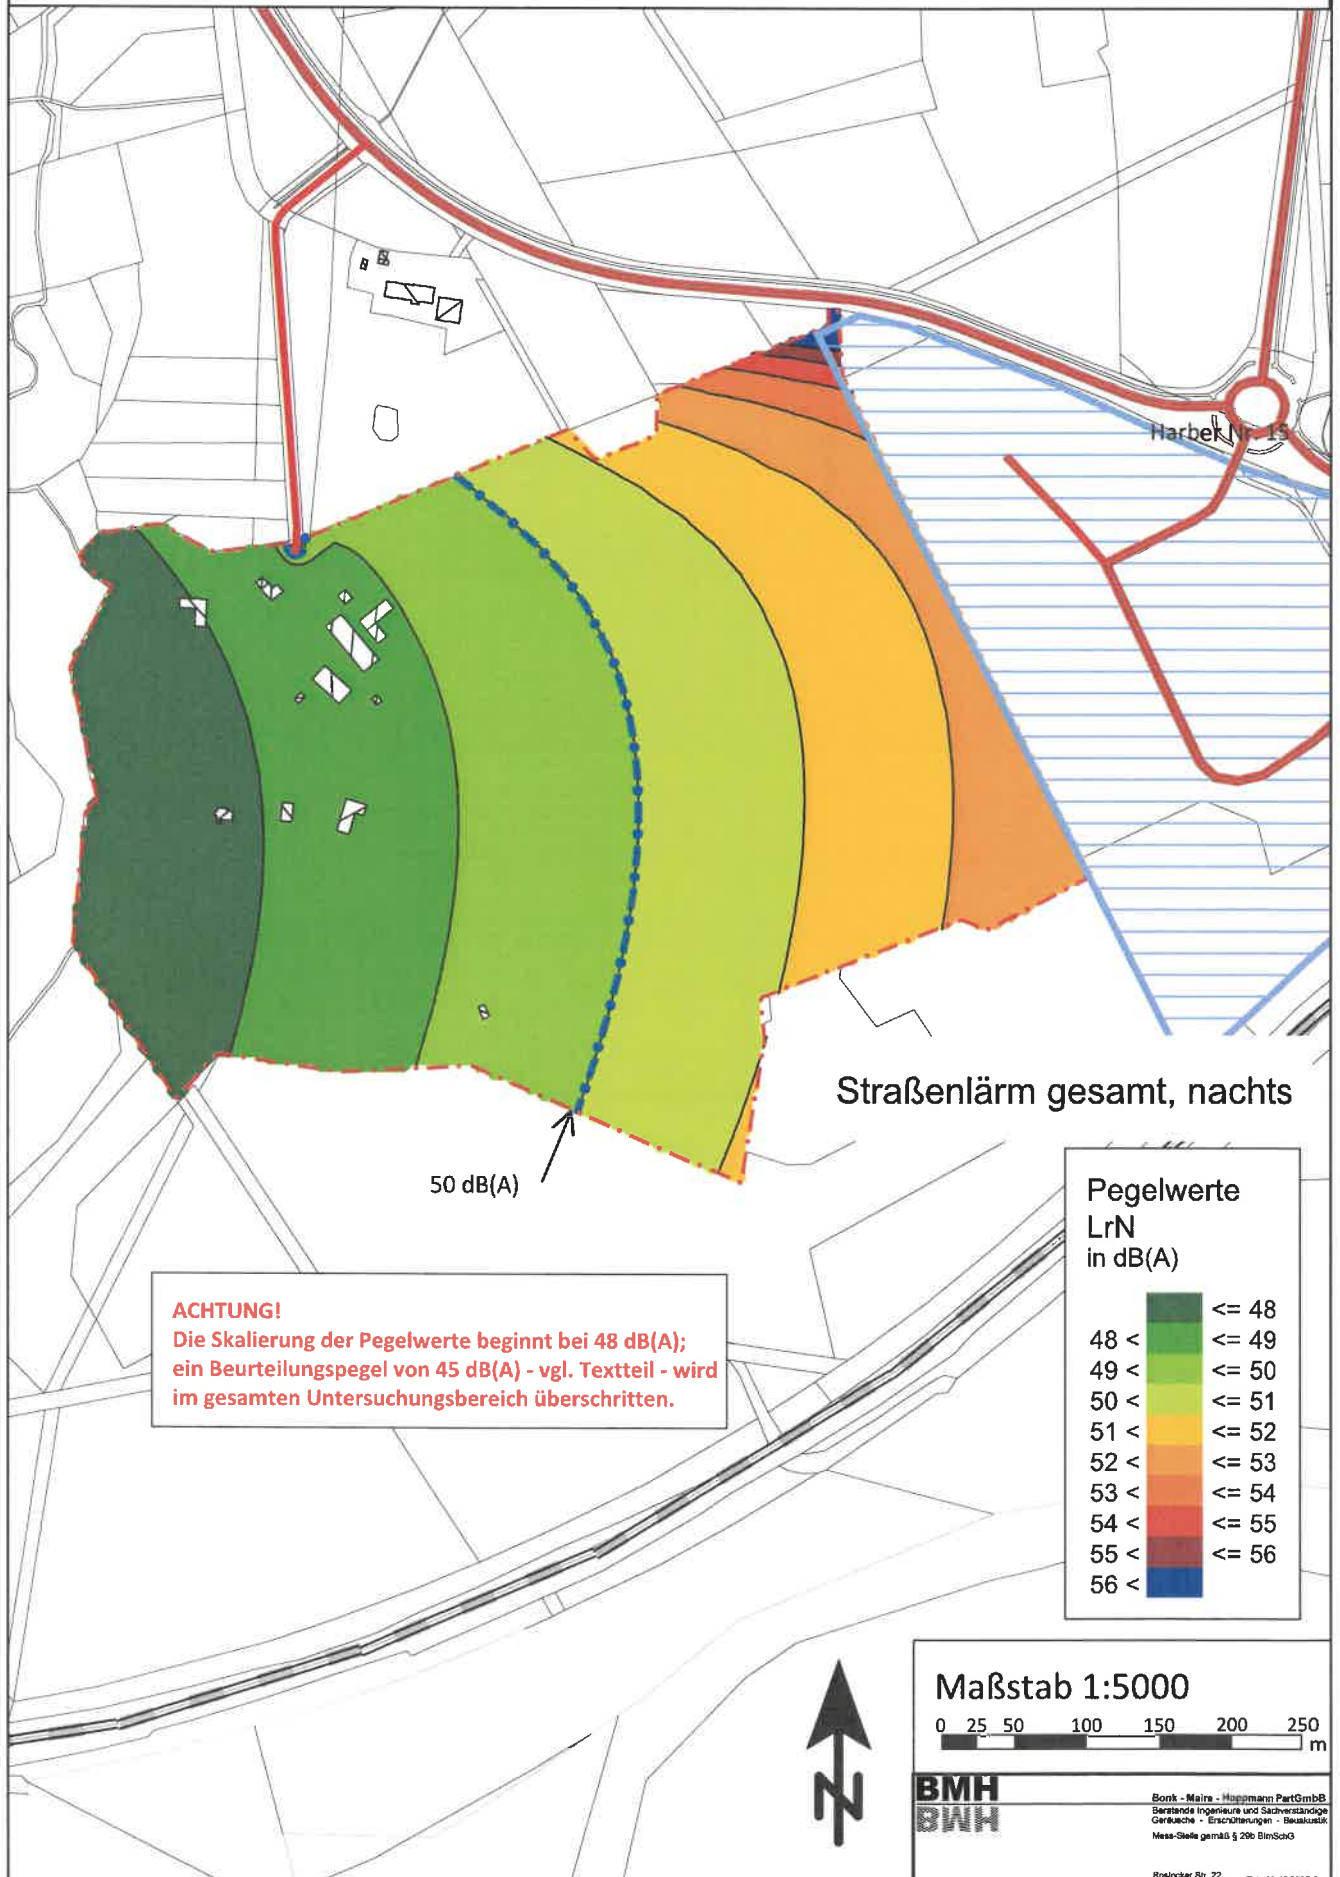 Harber Nr. 15
Straßenlärm gesamt, nachts
50 dB(A)
Pegelwerte
LrN
in dB(A)
<= 48
48 < <= 49
49 < <= 50
50 < <= 51
51 < <= 52
52 < <= 53
53 < <= 54
54 < <= 55
55 < <= 56
56 <
ACHTUNG!
Die Skalierung der Pegelwerte beginnt bei 48 dB(A);
ein Beurteilungspegel von 45 dB(A) - vgl. Textteil - wird
im gesamten Untersuchungsbereich überschritten.
N
Maßstab 1:5000
0 25 50 100 150 200 250
m
BMH
BMH
Bonk - Maire - Hoppmann PartGmbB
Beratende Ingenieure und Sachverständige
Geräusche - Erschütterungen - Bauakustik
Mess-Stelle gemäß § 29b BImSchG
Rostocker Str. 22